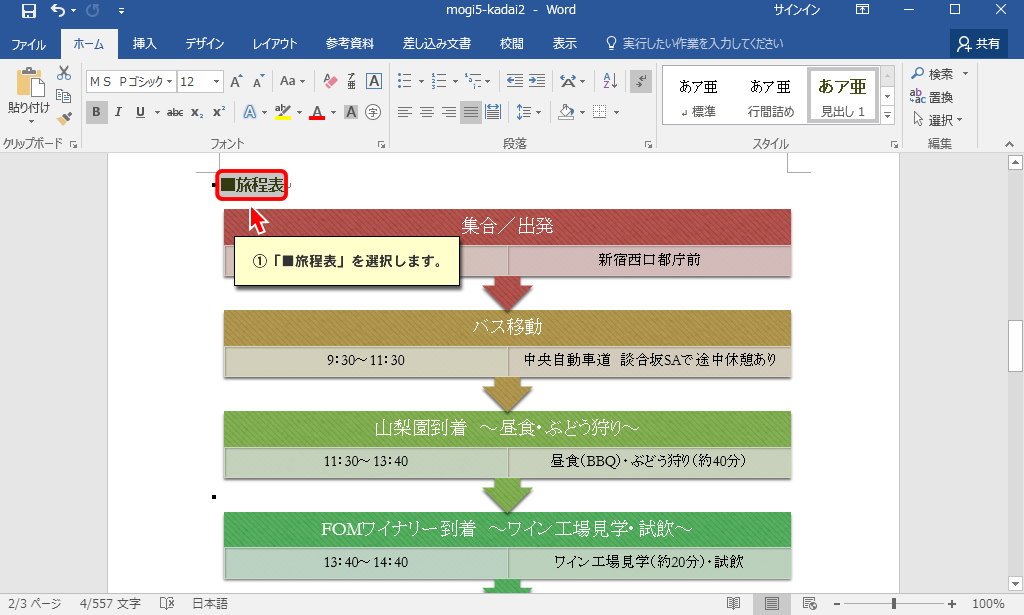 mogi5-kadai2 - Word
サインイン
ファイル ホーム 挿入 デザイン レイアウト 参考資料 差し込み文書 校閲 表示 実行したい作業を入力してください 共有
貼り付け
ＭＳ Ｐゴシック 12
あア亜 あア亜 あア亜
標準 行間詰め 見出し 1
検索
置換
選択
クリップボード フォント 段落 スタイル 編集
■旅程表
集合／出発
新宿西口都庁前
①「■旅程表」を選択します。
バス移動
9：30～11：30 中央自動車道 談合坂SAで途中休憩あり
山梨園到着 ～昼食・ぶどう狩り～
11：30～13：40 昼食（BBQ）・ぶどう狩り（約40分）
FOMワイナリー到着 ～ワイン工場見学・試飲～
13：40～14：40 ワイン工場見学（約20分）・試飲
2/3 ページ 4/557 文字 日本語 100%